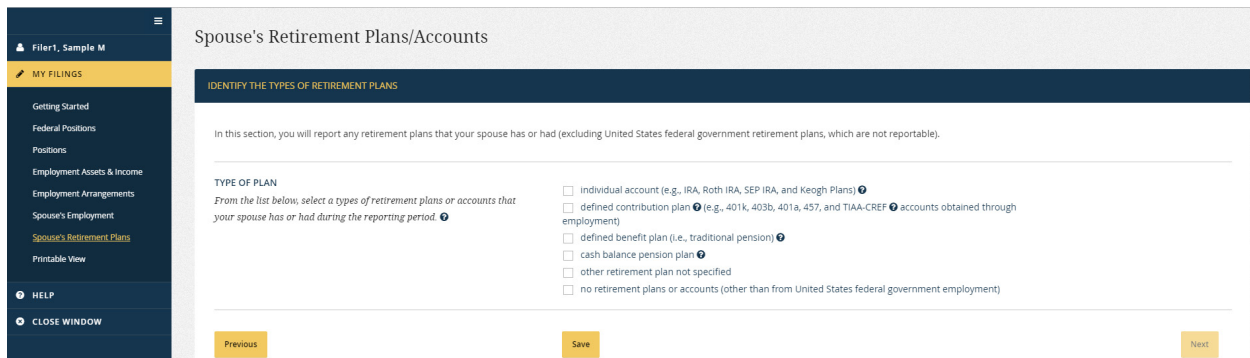 Filer1, Sample M
MY FILINGS
Getting Started
Federal Positions
Positions
Employment Assets & Income
Employment Arrangements
Spouse's Employment
Spouse's Retirement Plans
Printable View
HELP
CLOSE WINDOW
Spouse's Retirement Plans/Accounts
IDENTIFY THE TYPES OF RETIREMENT PLANS
In this section, you will report any retirement plans that your spouse has or had (excluding United States federal government retirement plans, which are not reportable).
TYPE OF PLAN
From the list below, select a types of retirement plans or accounts that
your spouse has or had during the reporting period.
individual account (e.g., IRA, Roth IRA, SEP IRA, and Keogh Plans)
defined contribution plan (e.g., 401k, 403b, 401a, 457, and TIAA-CREF accounts obtained through
employment)
defined benefit plan (i.e., traditional pension)
cash balance pension plan
other retirement plan not specified
no retirement plans or accounts (other than from United States federal government employment)
Previous
Save
Next